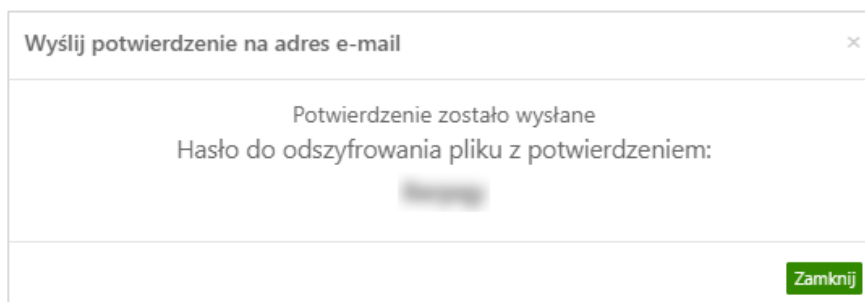 Wyślij potwierdzenie na adres e-mail
Potwierdzenie zostało wysłane
Hasło do odszyfrowania pliku z potwierdzeniem:
Zamknij